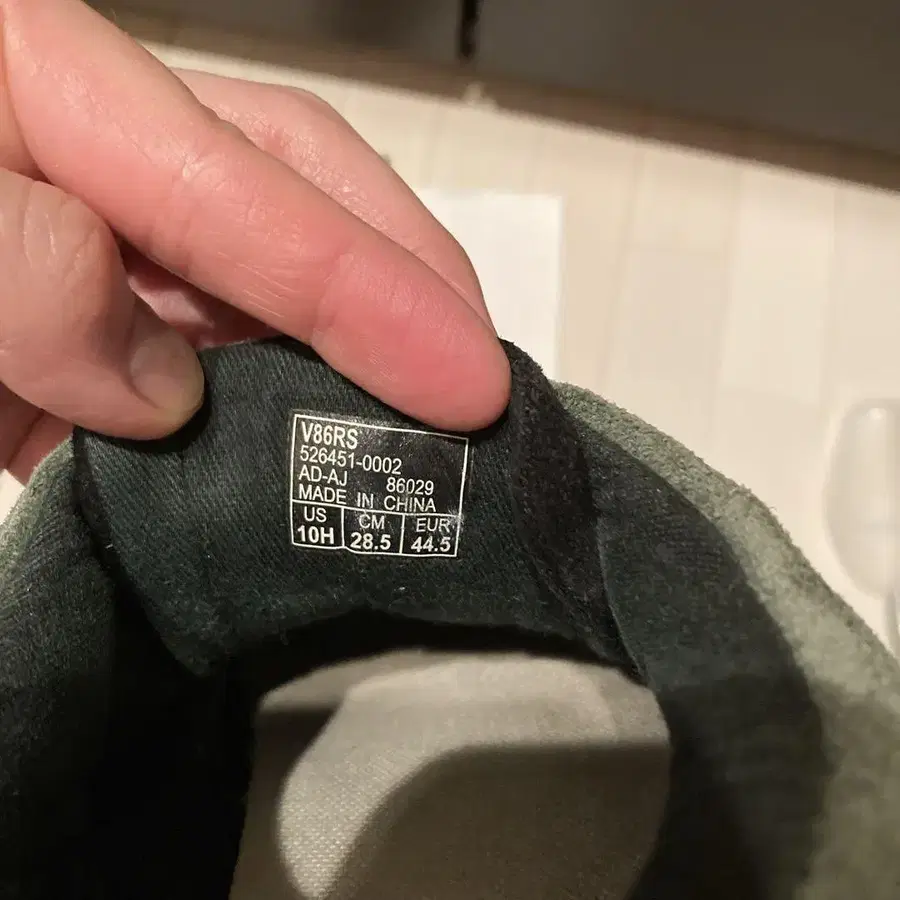 V86RS
526451-0002
AD-AJ 86029
MADE IN CHINA
US CM EUR
10H 28.5 44.5